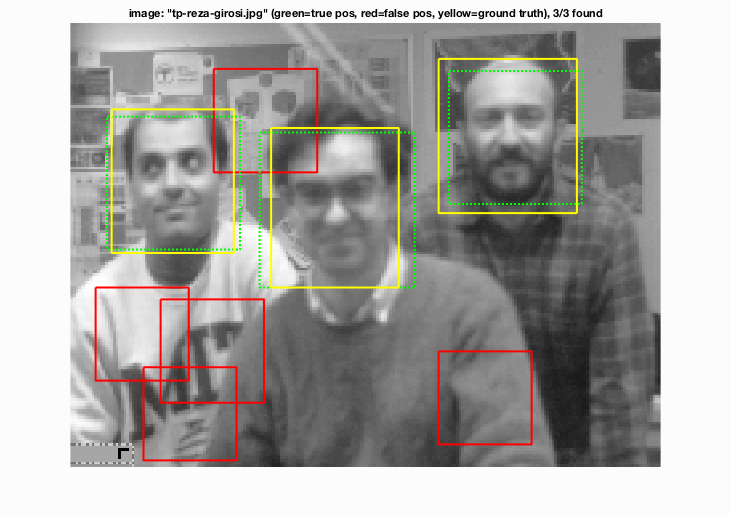 image: "tp-reza-girosi.jpg" (green=true pos, red=false pos, yellow=ground truth), 3/3 found